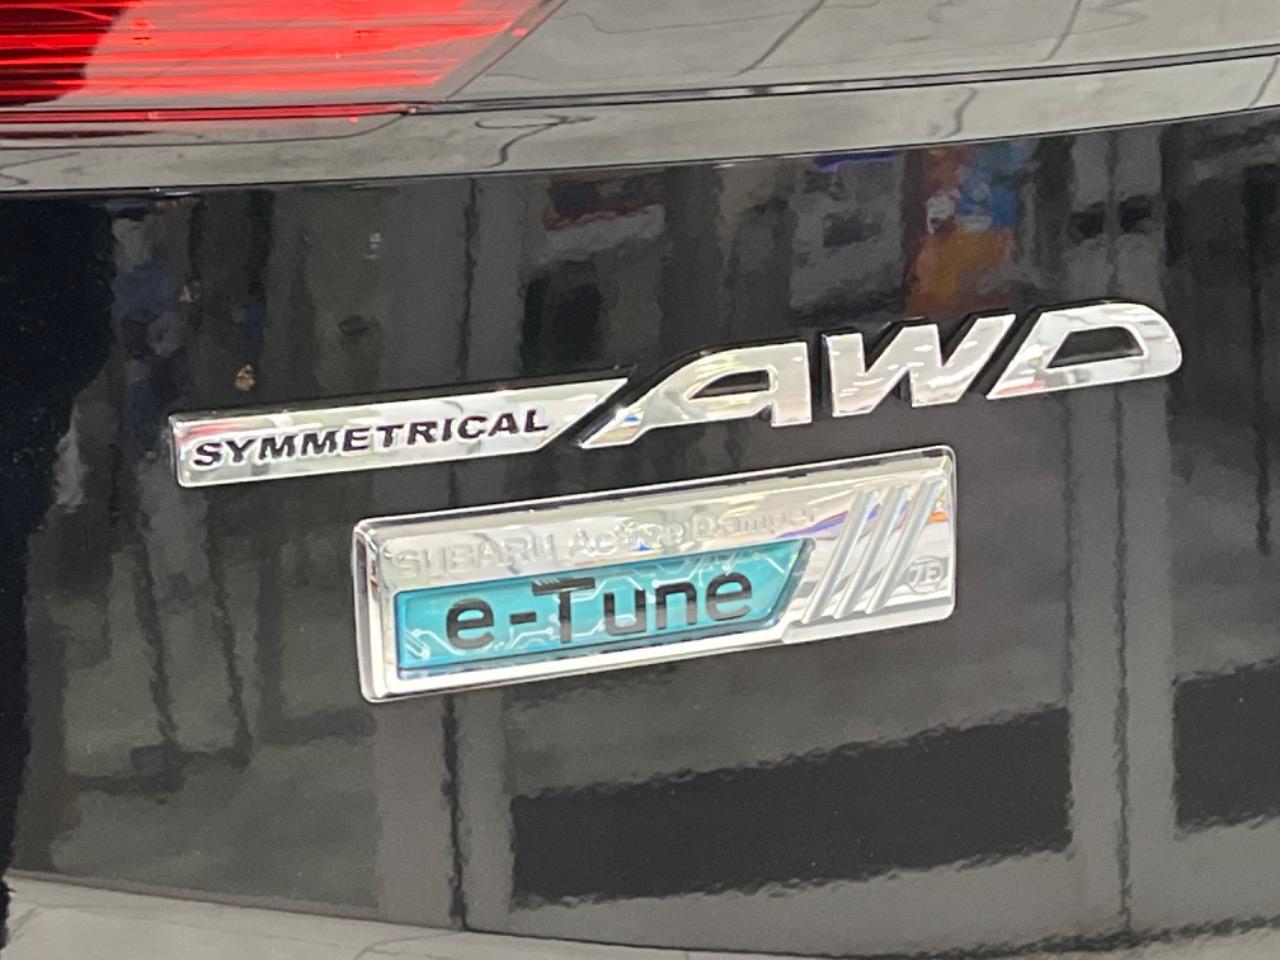 SYMMETRICAL AWD
SUBARU Active Damper
e-Tune